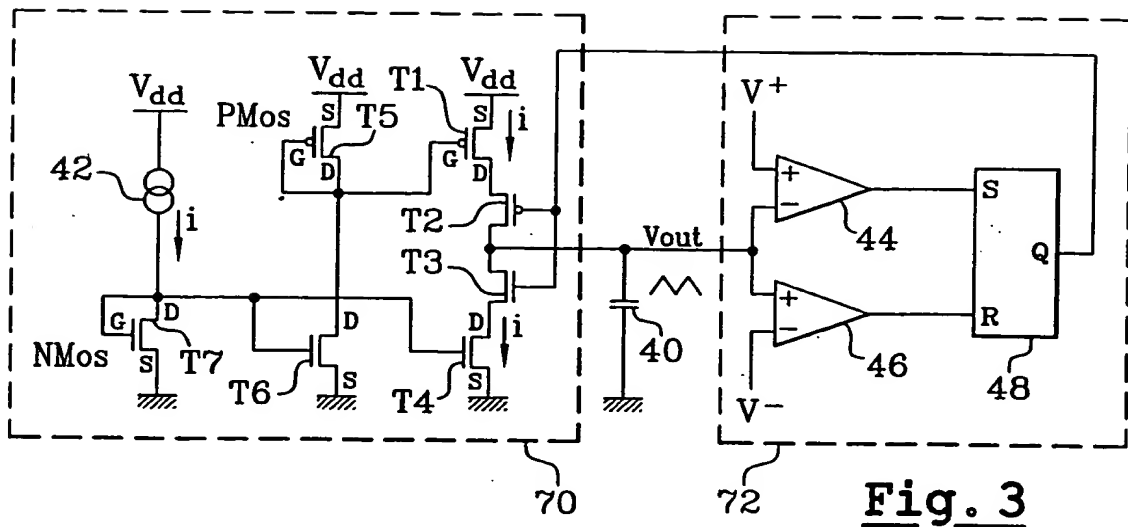 Vdd
PMos
S
T5
G
D
Vdd
T1
Vdd
S
i
G
D
42
i
T2
T3
Vout
40
V+
+
−
44
+
−
46
V−
S
Q
R
48
G
D
S
NMos
T7
D
S
T6
D
i
S
T4
70
72
Fig. 3